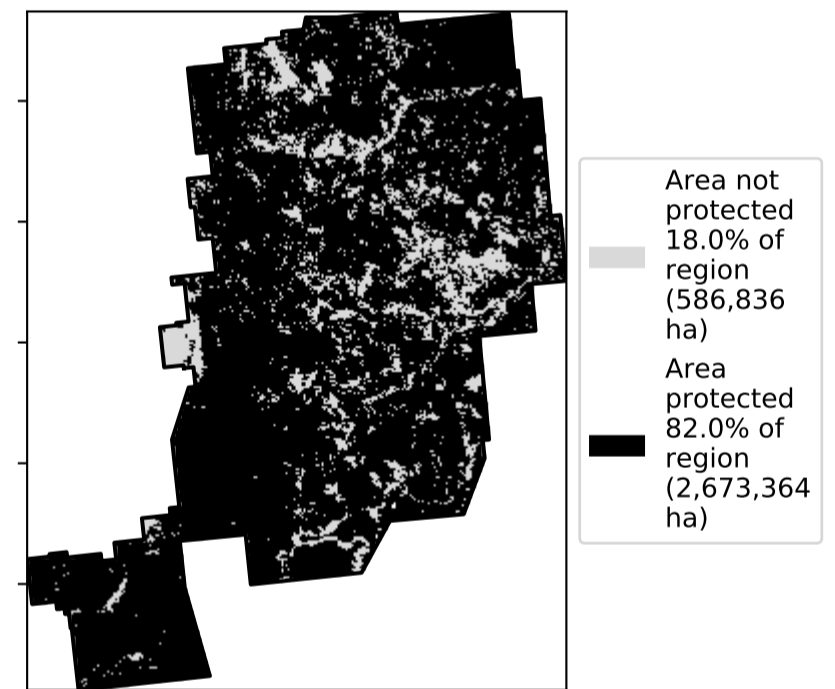 Area not
protected
18.0% of
region
(586,836
ha)
Area
protected
82.0% of
region
(2,673,364
ha)